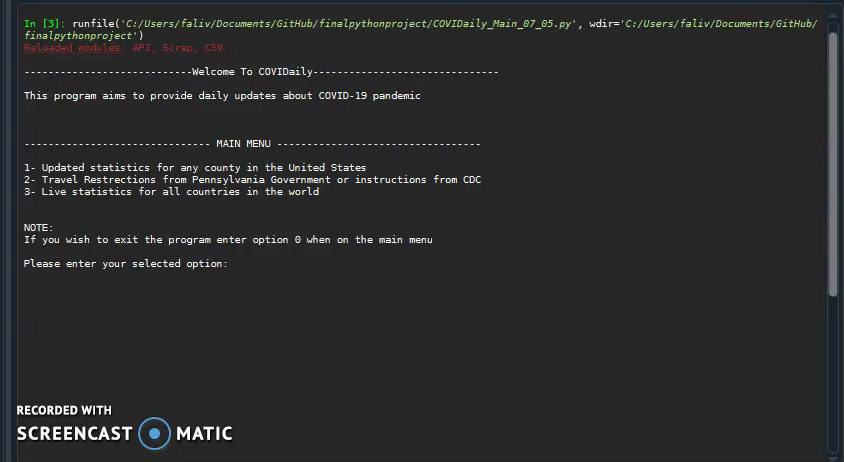 In [3]: runfile('C:/Users/faliv/Documents/GitHub/finalpythonproject/COVIDaily_Main_07_05.py', wdir='C:/Users/faliv/Documents/GitHub/
finalpythonproject')
Reloaded modules: API, Scrap, CSV
----------------------------Welcome To COVIDaily-------------------------------
This program aims to provide daily updates about COVID-19 pandemic
------------------------------- MAIN MENU ----------------------------------
1- Updated statistics for any county in the United States
2- Travel Restrections from Pennsylvania Government or instructions from CDC
3- Live statistics for all countries in the world
NOTE:
If you wish to exit the program enter option 0 when on the main menu
Please enter your selected option:
RECORDED WITH
SCREENCAST MATIC